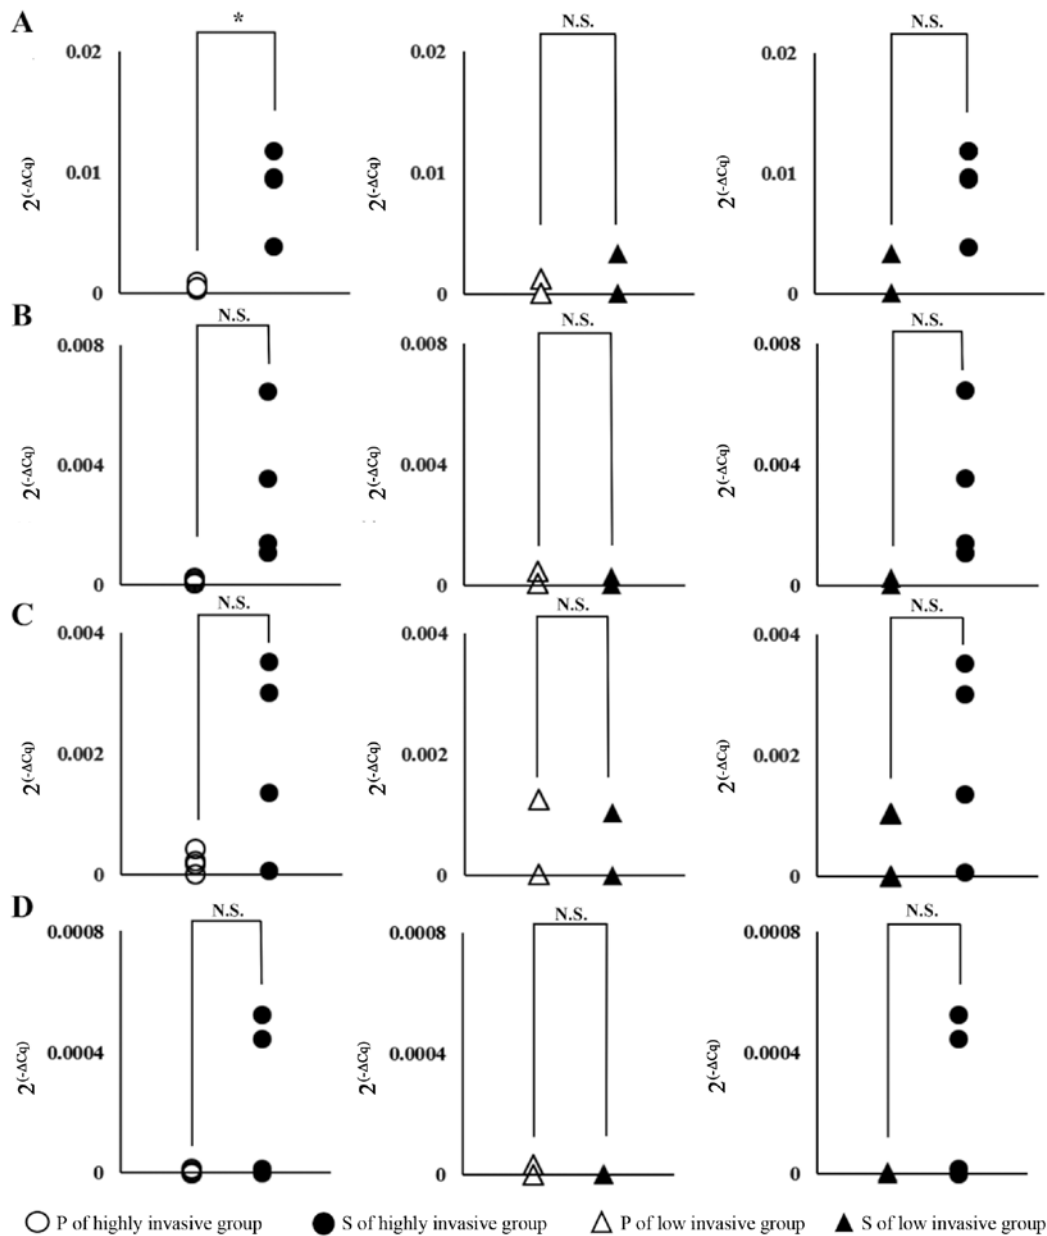 A
*
N.S.
N.S.
0.02
0.02
0.02
0.01
0.01
0.01
2(-ΔCq)
2(-ΔCq)
2(-ΔCq)
0
0
0
B
N.S.
N.S.
N.S.
0.008
0.008
0.008
0.004
0.004
0.004
2(-ΔCq)
2(-ΔCq)
2(-ΔCq)
0
0
0
C
N.S.
N.S.
N.S.
0.004
0.004
0.004
0.002
0.002
0.002
2(-ΔCq)
2(-ΔCq)
2(-ΔCq)
0
0
0
D
N.S.
N.S.
N.S.
0.0008
0.0008
0.0008
0.0004
0.0004
0.0004
2(-ΔCq)
2(-ΔCq)
2(-ΔCq)
0
0
0
P of highly invasive group
S of highly invasive group
P of low invasive group
S of low invasive group